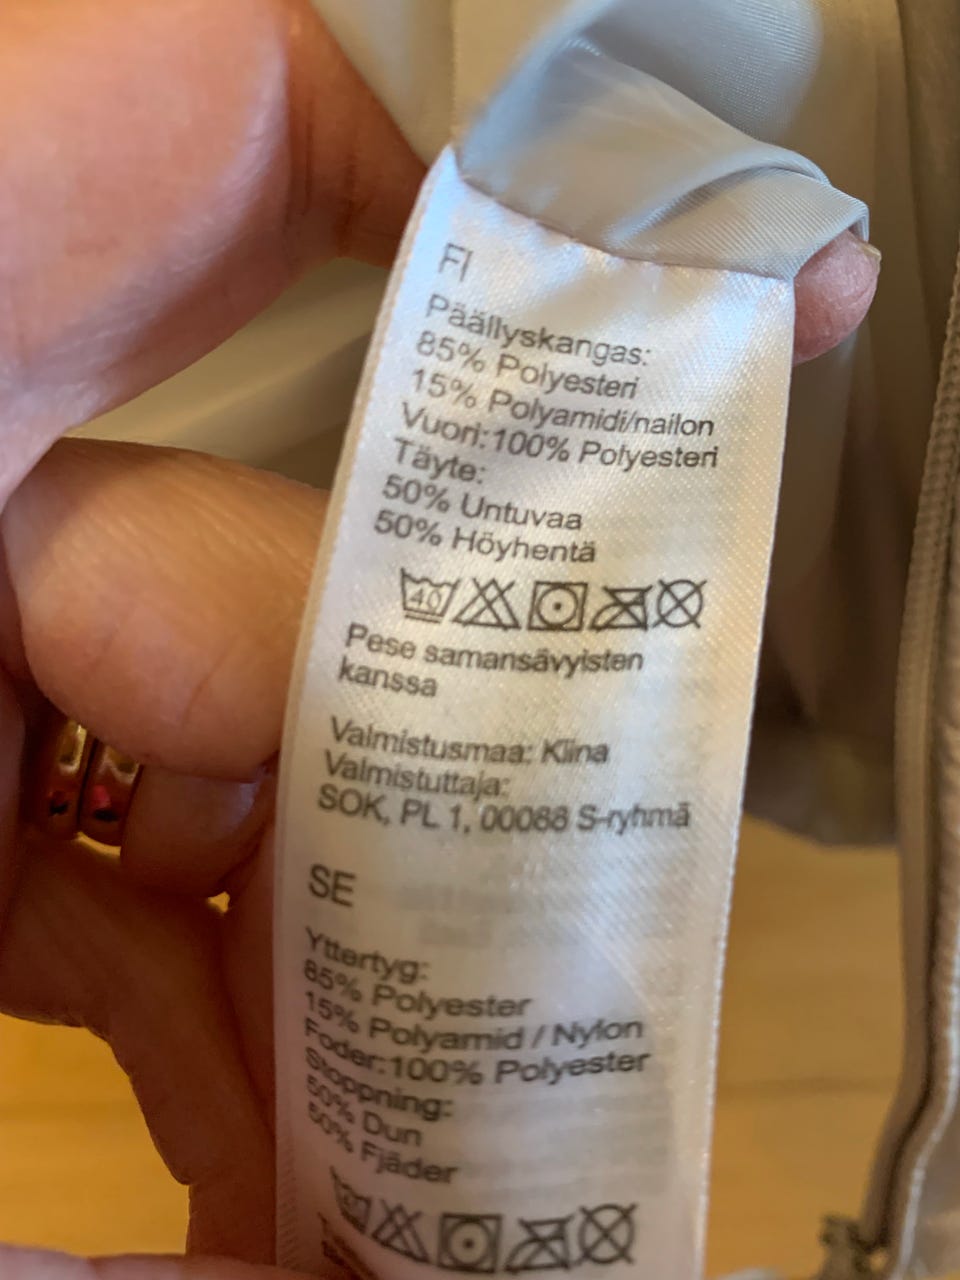 FI
Päällyskangas:
85% Polyesteri
15% Polyamidi/nailon
Vuori:100% Polyesteri
Täyte:
50% Untuvaa
50% Höyhentä
40
Pese samansävyisten
kanssa
Valmistusmaa: Kiina
Valmistuttaja:
SOK, PL 1, 00088 S-ryhmä
SE
Yttertyg:
85% Polyester
15% Polyamid / Nylon
Foder:100% Polyester
Stoppning:
50% Dun
50% Fjäder